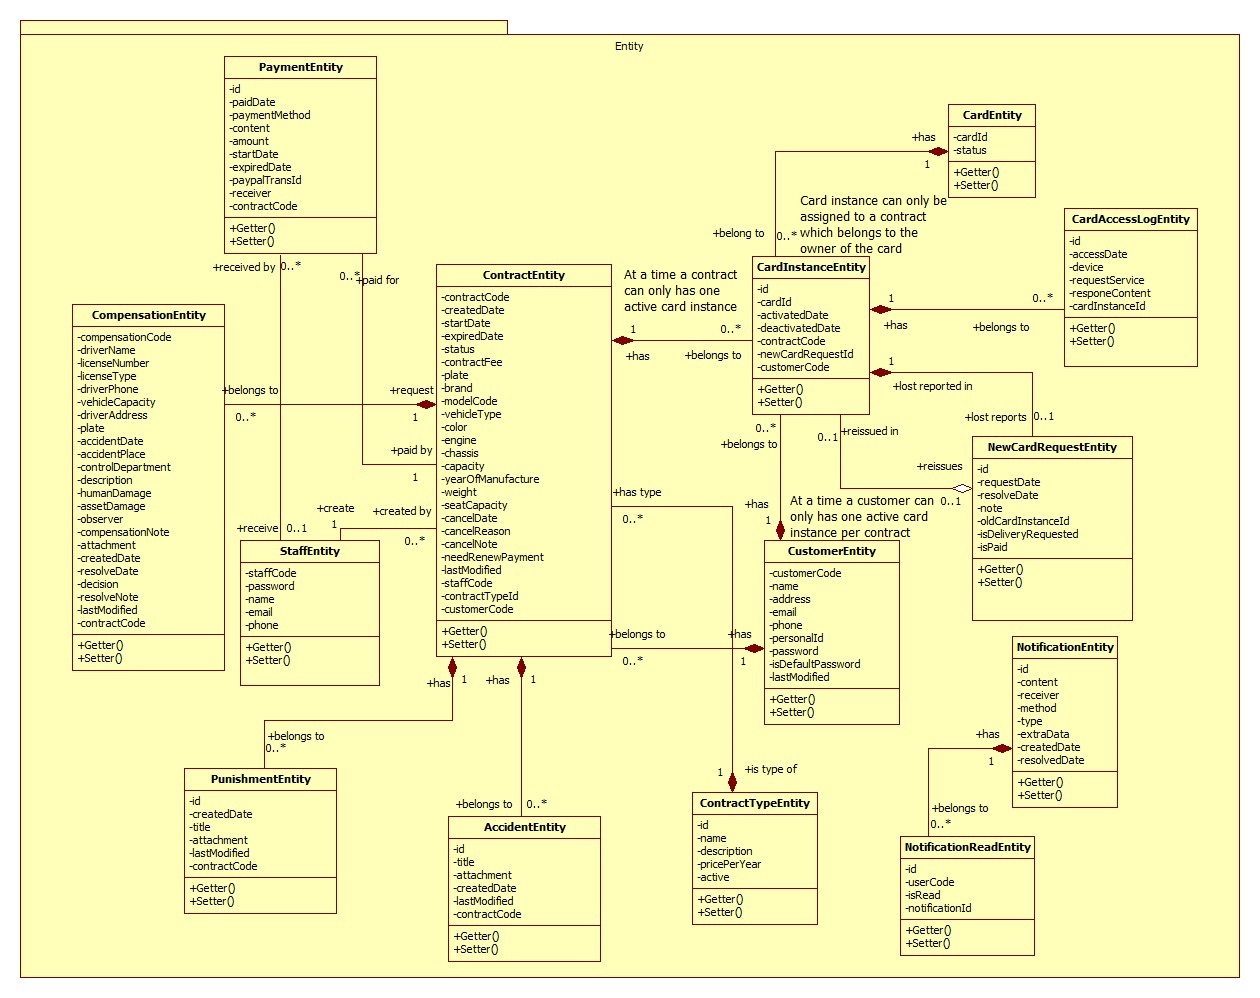 Entity
PaymentEntity
-id
-paidDate
-paymentMethod
-content
-amount
-startDate
-expiredDate
-paypalTransId
-receiver
-contractCode
+Getter()
+Setter()
CardEntity
-cardId
-status
+Getter()
+Setter()
+has
1
+belong to
0..*
Card instance can only be
assigned to a contract
which belongs to the
owner of the card
CardAccessLogEntity
-id
-accessDate
-device
-requestService
-responeContent
-cardInstanceId
+Getter()
+Setter()
CardInstanceEntity
-id
-cardId
-activatedDate
-deactivatedDate
-contractCode
-newCardRequestId
-customerCode
+Getter()
+Setter()
1
+has
0..*
+belongs to
1
+lost reported in
+lost reports
0..1
At a time a contract
can only has one
active card instance
1
+has
0..*
+belongs to
+received by
0..*
0..*
+paid for
ContractEntity
-contractCode
-createdDate
-startDate
-expiredDate
-status
-contractFee
-plate
-brand
-modelCode
-vehicleType
-color
-engine
-chassis
-capacity
-yearOfManufacture
-weight
-seatCapacity
-cancelDate
-cancelReason
-cancelNote
-needRenewPayment
-lastModified
-staffCode
-contractTypeId
-customerCode
+Getter()
+Setter()
CompensationEntity
-compensationCode
-driverName
-licenseNumber
-licenseType
-driverPhone
-vehicleCapacity
-driverAddress
-plate
-accidentDate
-accidentPlace
-controlDepartment
-description
-humanDamage
-assetDamage
-observer
-compensationNote
-attachment
-createdDate
-resolveDate
-decision
-resolveNote
-lastModified
-contractCode
+Getter()
+Setter()
+belongs to
0..*
+request
1
+paid by
1
+create
1
+created by
0..*
+receive
0..1
StaffEntity
-staffCode
-password
-name
-email
-phone
+Getter()
+Setter()
0..*
+belongs to
0..1
+reissued in
+reissues
0..1
NewCardRequestEntity
-id
-requestDate
-resolveDate
-note
-oldCardInstanceId
-isDeliveryRequested
-isPaid
+Getter()
+Setter()
+has type
0..*
+has
1
At a time a customer can
only has one active card
instance per contract
CustomerEntity
-customerCode
-name
-address
-email
-phone
-personalId
-password
-isDefaultPassword
-lastModified
+Getter()
+Setter()
+belongs to
0..*
+has
1
NotificationEntity
-id
-content
-receiver
-method
-type
-extraData
-createdDate
-resolvedDate
+Getter()
+Setter()
+has
1
+belongs to
0..*
NotificationReadEntity
-id
-userCode
-isRead
-notificationId
+Getter()
+Setter()
+has
1
+has
1
+belongs to
0..*
PunishmentEntity
-id
-createdDate
-title
-attachment
-lastModified
-contractCode
+Getter()
+Setter()
+belongs to
0..*
AccidentEntity
-id
-title
-attachment
-createdDate
-lastModified
-contractCode
+Getter()
+Setter()
1
+is type of
ContractTypeEntity
-id
-name
-description
-pricePerYear
-active
+Getter()
+Setter()